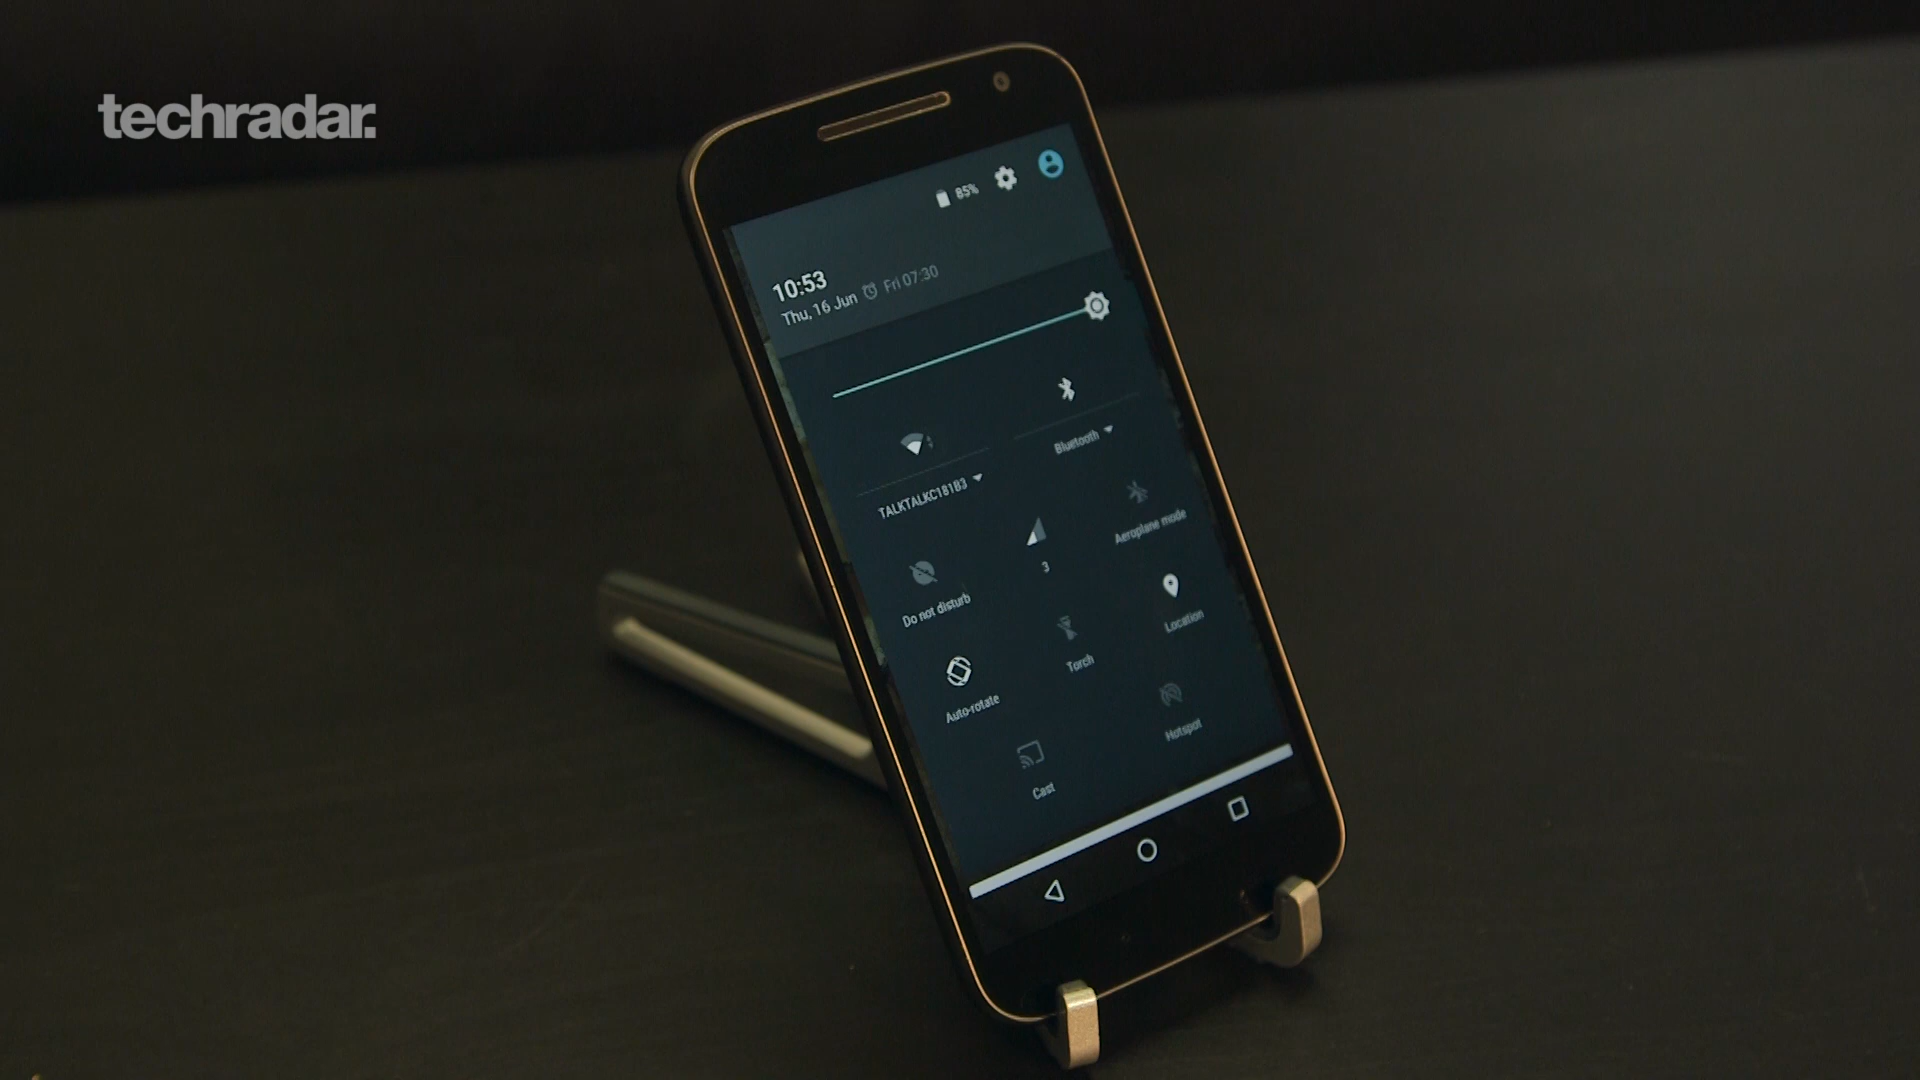 techradar.
85%
10:53
Thu, 16 Jun Fri 07:30
TALKTALKC181B3
Bluetooth
Do not disturb
3
Aeroplane mode
Auto-rotate
Torch
Location
Cast
Hotspot